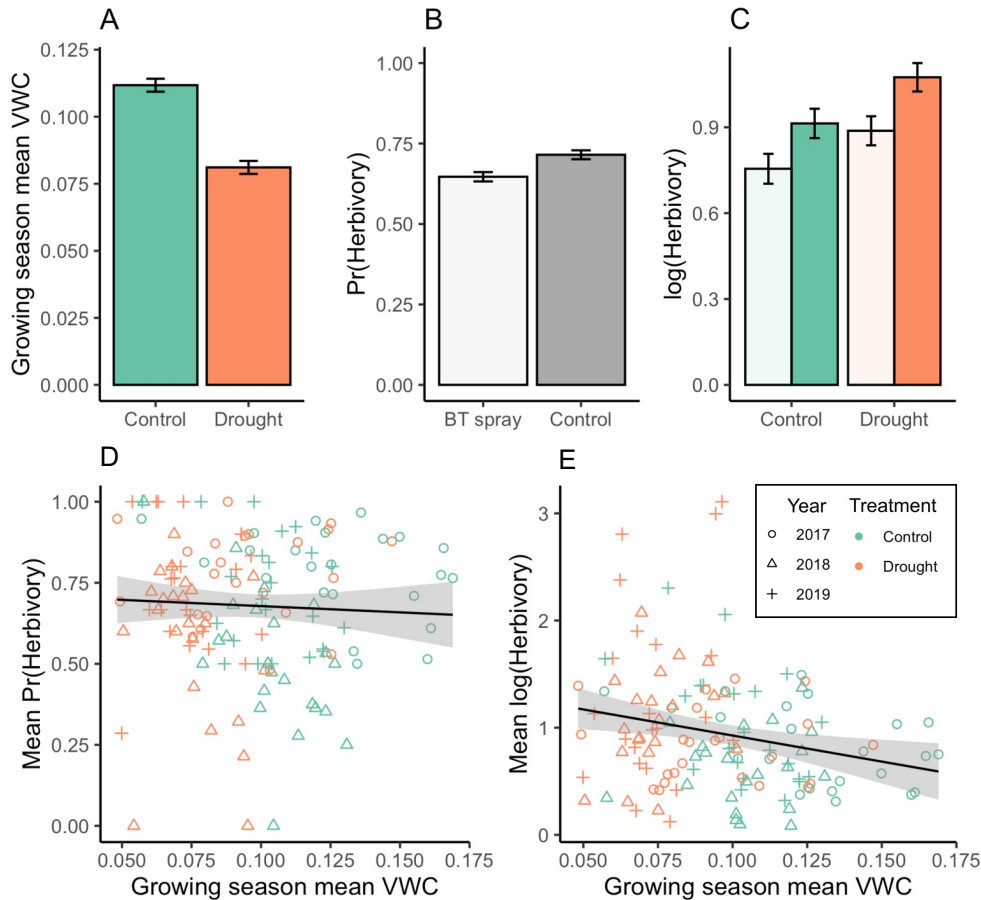 A
Growing season mean VWC
0.125
0.100
0.075
0.050
0.025
0.000
Control Drought
B
Pr(Herbivory)
1.00
0.75
0.50
0.25
0.00
BT spray Control
C
log(Herbivory)
0.9
0.6
0.3
0.0
Control Drought
D
Mean Pr(Herbivory)
1.00
0.75
0.50
0.25
0.00
0.050 0.075 0.100 0.125 0.150 0.175
Growing season mean VWC
E
Mean log(Herbivory)
3
2
1
0
0.050 0.075 0.100 0.125 0.150 0.175
Growing season mean VWC
Year Treatment
2017 Control
2018 Drought
2019